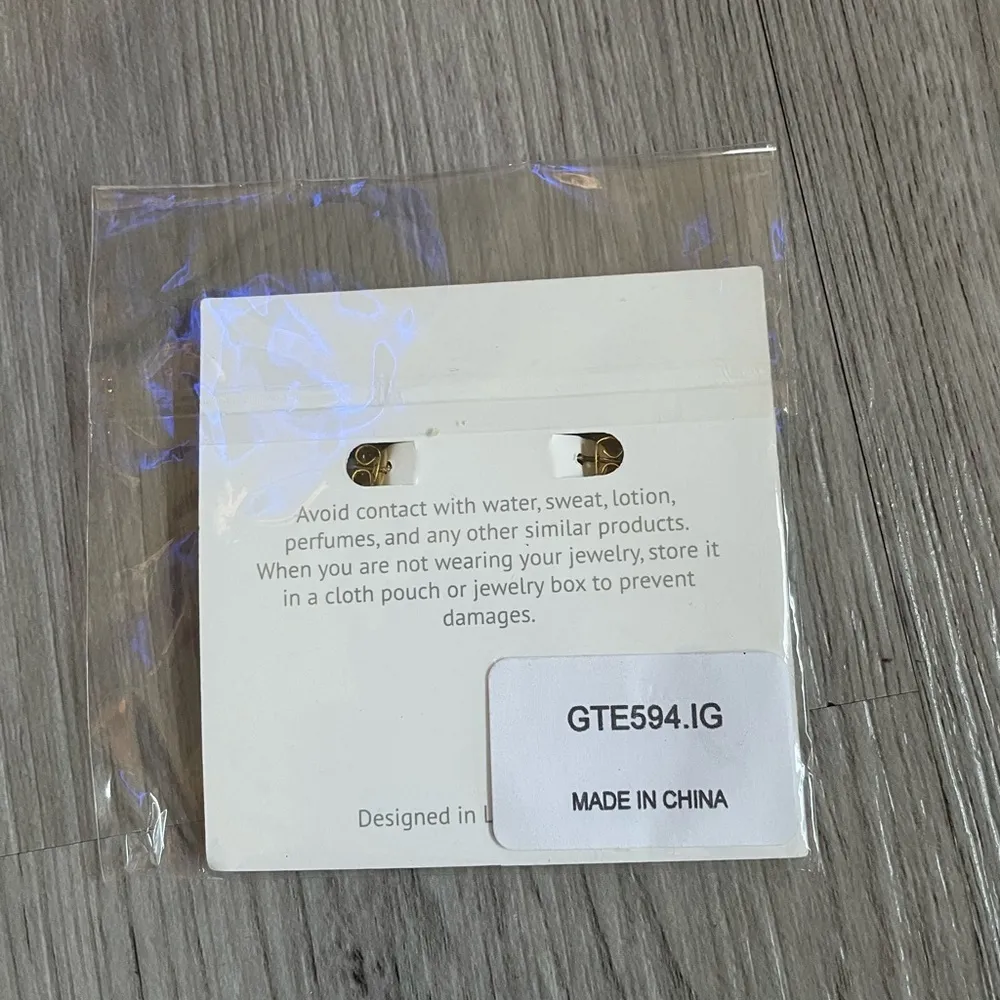 Avoid contact with water, sweat, lotion,
perfumes, and any other similar products.
When you are not wearing your jewelry, store it
in a cloth pouch or jewelry box to prevent
damages.
GTE594.IG
MADE IN CHINA
Designed in